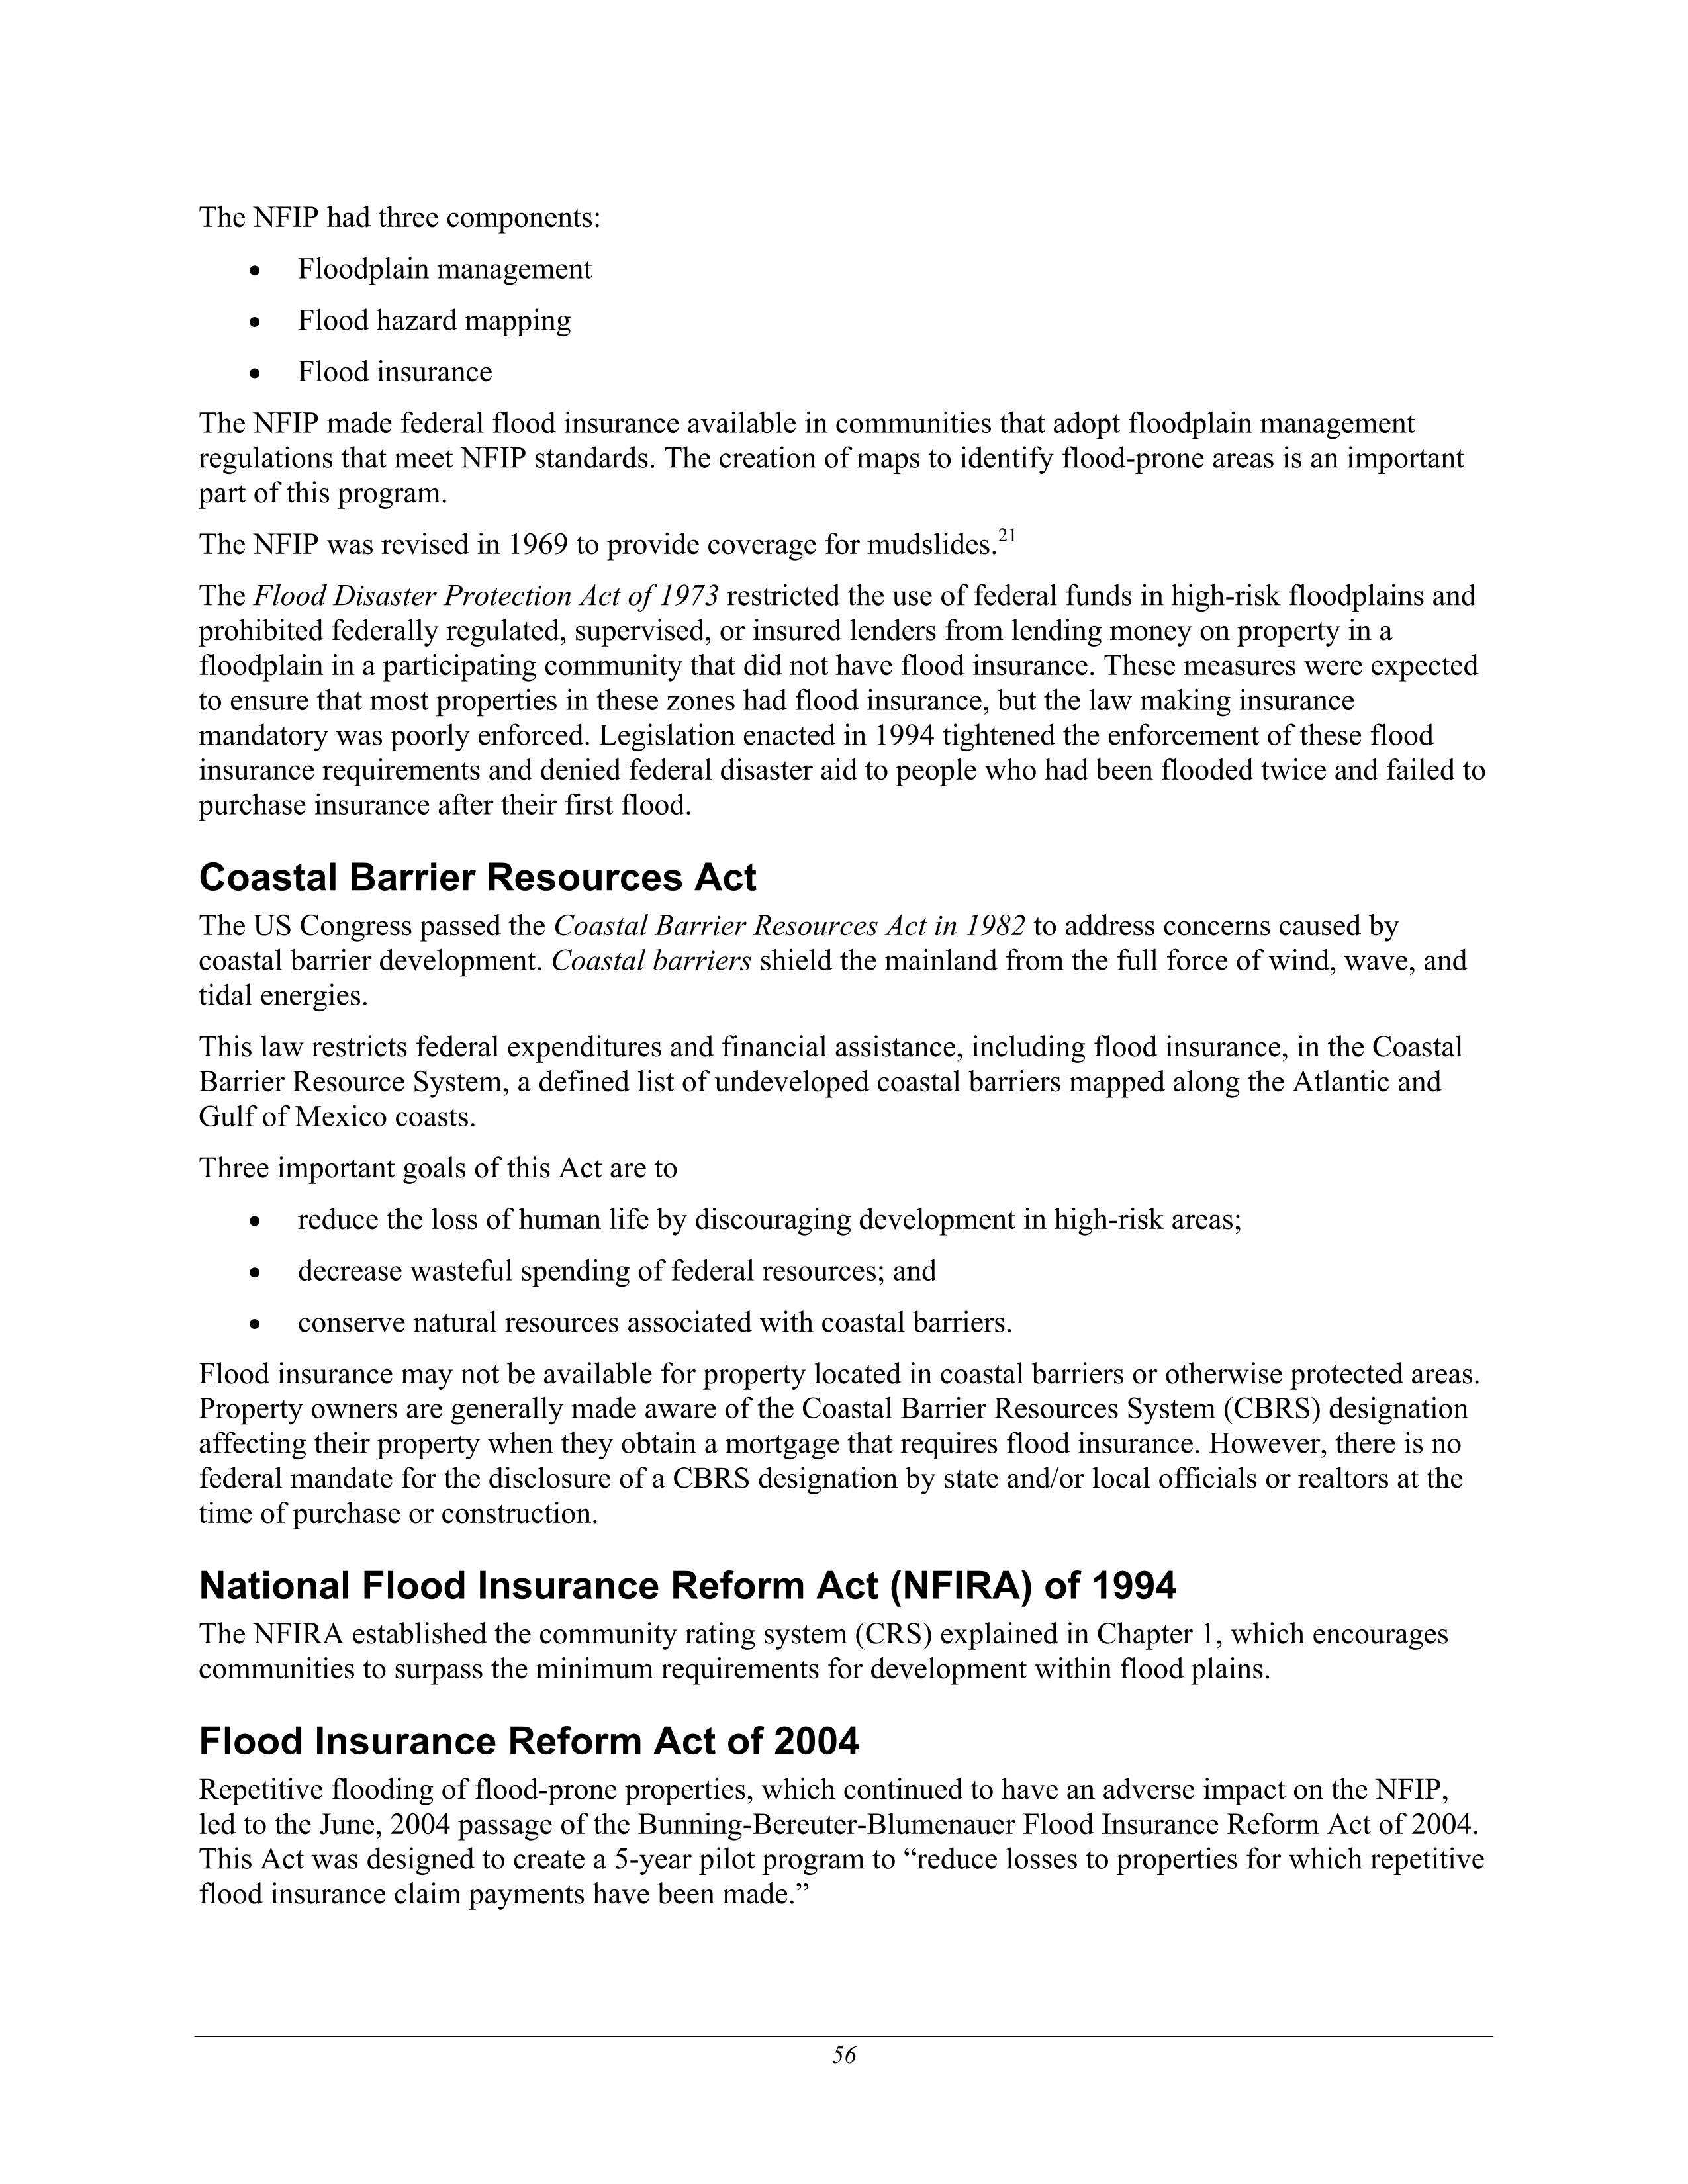 The NFIP had three components:
• Floodplain management
• Flood hazard mapping
• Flood insurance
The NFIP made federal flood insurance available in communities that adopt floodplain management
regulations that meet NFIP standards. The creation of maps to identify flood-prone areas is an important
part of this program.
The NFIP was revised in 1969 to provide coverage for mudslides.21
The Flood Disaster Protection Act of 1973 restricted the use of federal funds in high-risk floodplains and
prohibited federally regulated, supervised, or insured lenders from lending money on property in a
floodplain in a participating community that did not have flood insurance. These measures were expected
to ensure that most properties in these zones had flood insurance, but the law making insurance
mandatory was poorly enforced. Legislation enacted in 1994 tightened the enforcement of these flood
insurance requirements and denied federal disaster aid to people who had been flooded twice and failed to
purchase insurance after their first flood.
Coastal Barrier Resources Act
The US Congress passed the Coastal Barrier Resources Act in 1982 to address concerns caused by
coastal barrier development. Coastal barriers shield the mainland from the full force of wind, wave, and
tidal energies.
This law restricts federal expenditures and financial assistance, including flood insurance, in the Coastal
Barrier Resource System, a defined list of undeveloped coastal barriers mapped along the Atlantic and
Gulf of Mexico coasts.
Three important goals of this Act are to
• reduce the loss of human life by discouraging development in high-risk areas;
• decrease wasteful spending of federal resources; and
• conserve natural resources associated with coastal barriers.
Flood insurance may not be available for property located in coastal barriers or otherwise protected areas.
Property owners are generally made aware of the Coastal Barrier Resources System (CBRS) designation
affecting their property when they obtain a mortgage that requires flood insurance. However, there is no
federal mandate for the disclosure of a CBRS designation by state and/or local officials or realtors at the
time of purchase or construction.
National Flood Insurance Reform Act (NFIRA) of 1994
The NFIRA established the community rating system (CRS) explained in Chapter 1, which encourages
communities to surpass the minimum requirements for development within flood plains.
Flood Insurance Reform Act of 2004
Repetitive flooding of flood-prone properties, which continued to have an adverse impact on the NFIP,
led to the June, 2004 passage of the Bunning-Bereuter-Blumenauer Flood Insurance Reform Act of 2004.
This Act was designed to create a 5-year pilot program to “reduce losses to properties for which repetitive
flood insurance claim payments have been made.”
56